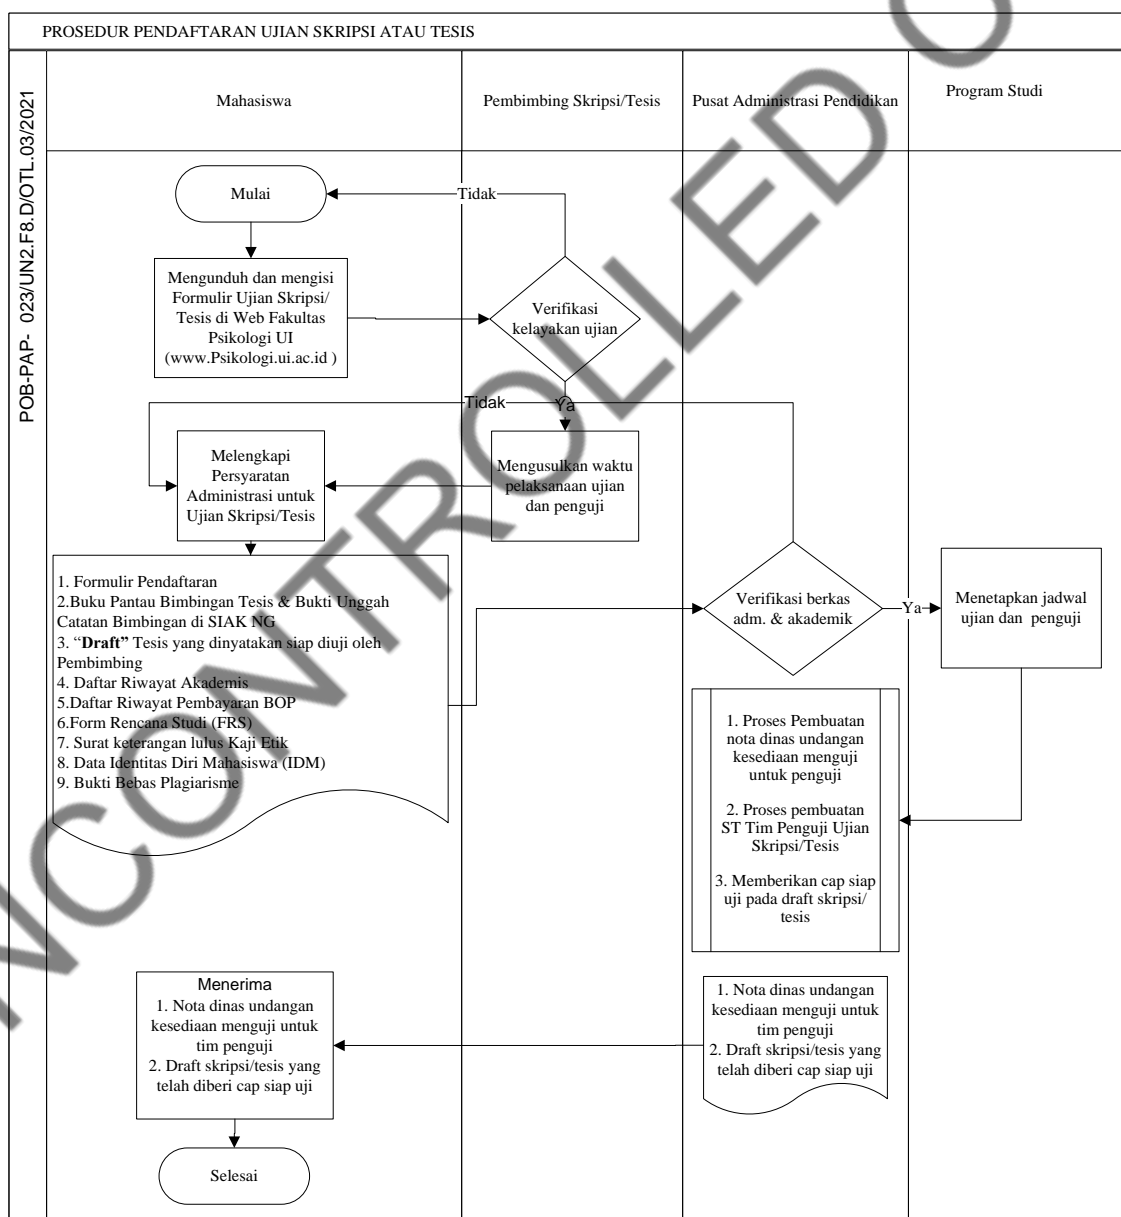 PROSEDUR PENDAFTARAN UJIAN SKRIPSI ATAU TESIS
POB-PAP- 023/UN2.F8.D/OTL.03/2021
Mahasiswa
Pembimbing Skripsi/Tesis
Pusat Administrasi Pendidikan
Program Studi
Mulai
Tidak
Mengunduh dan mengisi
Formulir Ujian Skripsi/
Tesis di Web Fakultas
Psikologi UI
(www.Psikologi.ui.ac.id )
Verifikasi
kelayakan ujian
Tidak
Ya
Melengkapi
Persyaratan
Administrasi untuk
Ujian Skripsi/Tesis
Mengusulkan waktu
pelaksanaan ujian
dan penguji
1. Formulir Pendaftaran
2.Buku Pantau Bimbingan Tesis & Bukti Unggah
Catatan Bimbingan di SIAK NG
3. “Draft” Tesis yang dinyatakan siap diuji oleh
Pembimbing
4. Daftar Riwayat Akademis
5.Daftar Riwayat Pembayaran BOP
6.Form Rencana Studi (FRS)
7. Surat keterangan lulus Kaji Etik
8. Data Identitas Diri Mahasiswa (IDM)
9. Bukti Bebas Plagiarisme
Verifikasi berkas
adm. & akademik
Ya
Menetapkan jadwal
ujian dan penguji
1. Proses Pembuatan
nota dinas undangan
kesediaan menguji
untuk penguji
2. Proses pembuatan
ST Tim Penguji Ujian
Skripsi/Tesis
3. Memberikan cap siap
uji pada draft skripsi/
tesis
Menerima
1. Nota dinas undangan
kesediaan menguji untuk
tim penguji
2. Draft skripsi/tesis yang
telah diberi cap siap uji
1. Nota dinas undangan
kesediaan menguji untuk
tim penguji
2. Draft skripsi/tesis yang
telah diberi cap siap uji
Selesai
NCONTROLLED